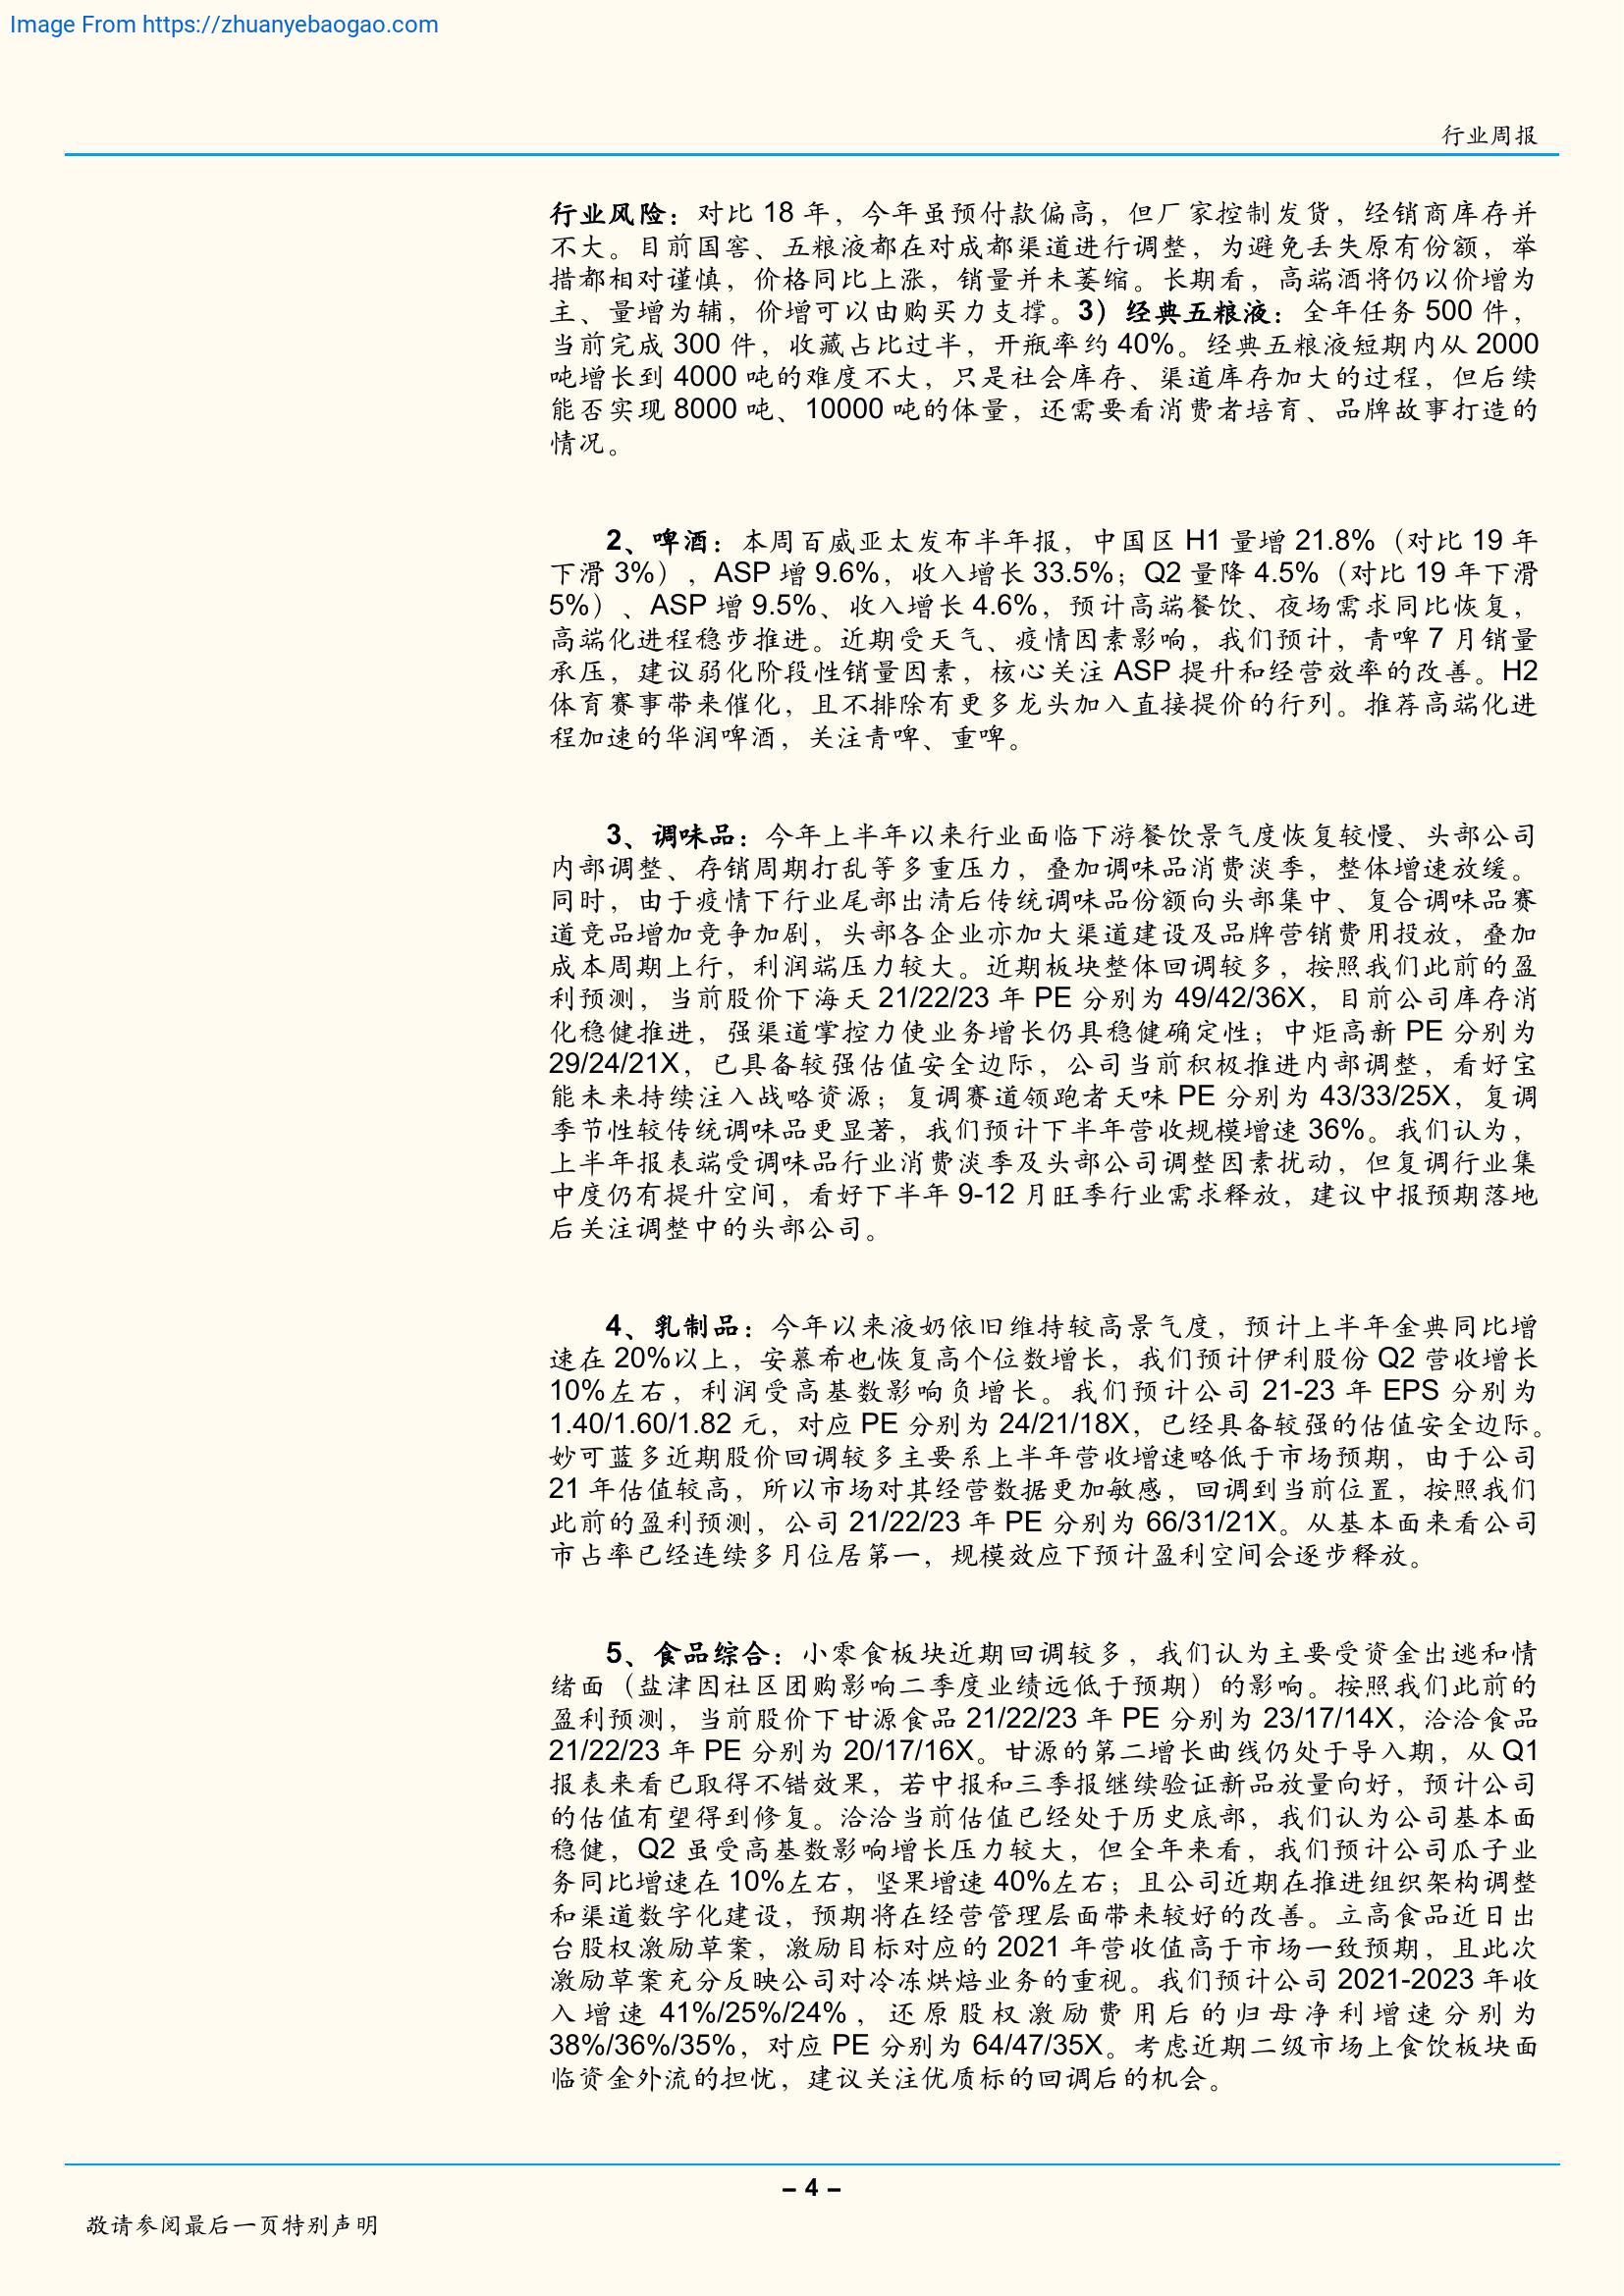 Image From https://zhuanyebaogao.com
行业周报
行业风险：对比 18 年，今年虽预付款偏高，但厂家控制发货，经销商库存并
不大。目前国窖、五粮液都在对成都渠道进行调整，为避免丢失原有份额，举
措都相对谨慎，价格同比上涨，销量并未萎缩。长期看，高端酒将仍以价增为
主、量增为辅，价增可以由购买力支撑。3）经典五粮液：全年任务 500 件，
当前完成 300 件，收藏占比过半，开瓶率约 40%。经典五粮液短期内从 2000
吨增长到 4000 吨的难度不大，只是社会库存、渠道库存加大的过程，但后续
能否实现 8000 吨、10000 吨的体量，还需要看消费者培育、品牌故事打造的
情况。
2、啤酒：本周百威亚太发布半年报，中国区 H1 量增 21.8%（对比 19 年
下滑 3%），ASP 增 9.6%，收入增长 33.5%；Q2 量降 4.5%（对比 19 年下滑
5%）、ASP 增 9.5%、收入增长 4.6%，预计高端餐饮、夜场需求同比恢复，
高端化进程稳步推进。近期受天气、疫情因素影响，我们预计，青啤 7 月销量
承压，建议弱化阶段性销量因素，核心关注 ASP 提升和经营效率的改善。H2
体育赛事带来催化，且不排除有更多龙头加入直接提价的行列。推荐高端化进
程加速的华润啤酒，关注青啤、重啤。
3、调味品：今年上半年以来行业面临下游餐饮景气度恢复较慢、头部公司
内部调整、存销周期打乱等多重压力，叠加调味品消费淡季，整体增速放缓。
同时，由于疫情下行业尾部出清后传统调味品份额向头部集中、复合调味品赛
道竞品增加竞争加剧，头部各企业亦加大渠道建设及品牌营销费用投放，叠加
成本周期上行，利润端压力较大。近期板块整体回调较多，按照我们此前的盈
利预测，当前股价下海天 21/22/23 年 PE 分别为 49/42/36X，目前公司库存消
化稳健推进，强渠道掌控力使业务增长仍具稳健确定性；中炬高新 PE 分别为
29/24/21X，已具备较强估值安全边际，公司当前积极推进内部调整，看好宝
能未来持续注入战略资源；复调赛道领跑者天味 PE 分别为 43/33/25X，复调
季节性较传统调味品更显著，我们预计下半年营收规模增速 36%。我们认为，
上半年报表端受调味品行业消费淡季及头部公司调整因素扰动，但复调行业集
中度仍有提升空间，看好下半年 9-12 月旺季行业需求释放，建议中报预期落地
后关注调整中的头部公司。
4、乳制品：今年以来液奶依旧维持较高景气度，预计上半年金典同比增
速在 20%以上，安慕希也恢复高个位数增长，我们预计伊利股份 Q2 营收增长
10%左右，利润受高基数影响负增长。我们预计公司 21-23 年 EPS 分别为
1.40/1.60/1.82 元，对应 PE 分别为 24/21/18X，已经具备较强的估值安全边际。
妙可蓝多近期股价回调较多主要系上半年营收增速略低于市场预期，由于公司
21 年估值较高，所以市场对其经营数据更加敏感，回调到当前位置，按照我们
此前的盈利预测，公司 21/22/23 年 PE 分别为 66/31/21X。从基本面来看公司
市占率已经连续多月位居第一，规模效应下预计盈利空间会逐步释放。
5、食品综合：小零食板块近期回调较多，我们认为主要受资金出逃和情
绪面（盐津因社区团购影响二季度业绩远低于预期）的影响。按照我们此前的
盈利预测，当前股价下甘源食品 21/22/23 年 PE 分别为 23/17/14X，洽洽食品
21/22/23 年 PE 分别为 20/17/16X。甘源的第二增长曲线仍处于导入期，从 Q1
报表来看已取得不错效果，若中报和三季报继续验证新品放量向好，预计公司
的估值有望得到修复。洽洽当前估值已经处于历史底部，我们认为公司基本面
稳健，Q2 虽受高基数影响增长压力较大，但全年来看，我们预计公司瓜子业
务同比增速在 10%左右，坚果增速 40%左右；且公司近期在推进组织架构调整
和渠道数字化建设，预期将在经营管理层面带来较好的改善。立高食品近日出
台股权激励草案，激励目标对应的 2021 年营收值高于市场一致预期，且此次
激励草案充分反映公司对冷冻烘焙业务的重视。我们预计公司 2021-2023 年收
入增速 41%/25%/24%，还原股权激励费用后的归母净利增速分别为
38%/36%/35%，对应 PE 分别为 64/47/35X。考虑近期二级市场上食饮板块面
临资金外流的担忧，建议关注优质标的回调后的机会。
- 4 -
敬请参阅最后一页特别声明